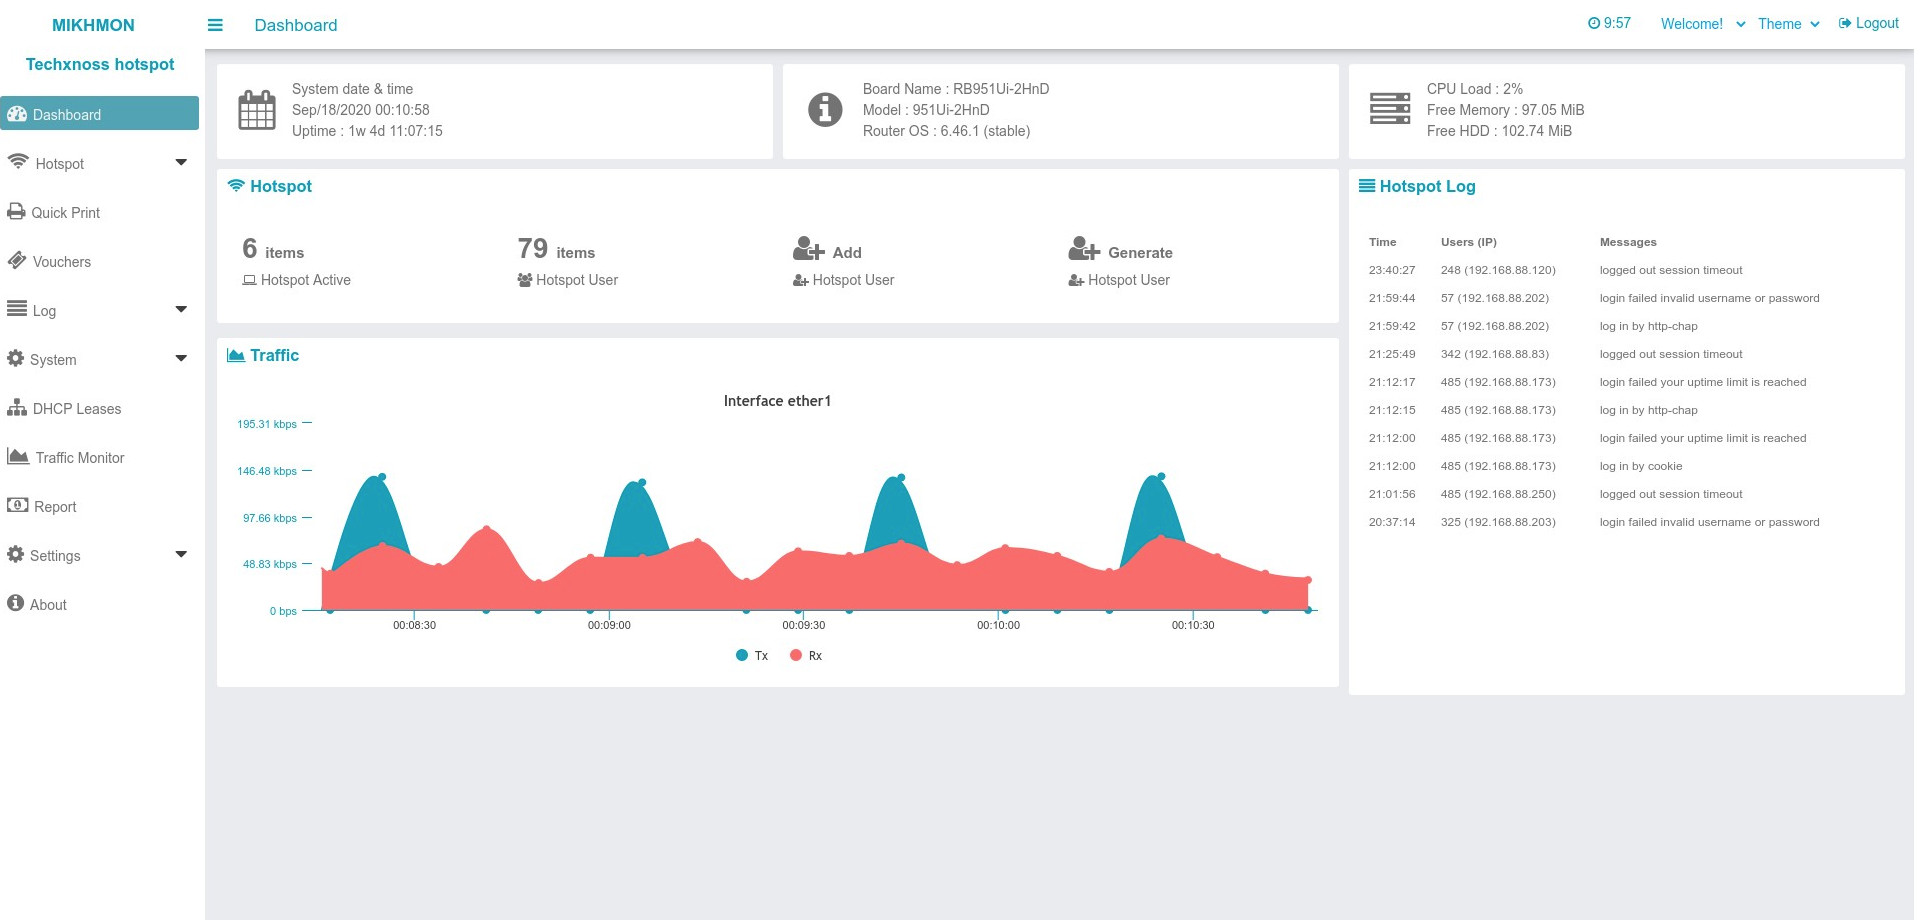 MIKHMON
Techxnoss hotspot
Dashboard
Hotspot
Quick Print
Vouchers
Log
System
DHCP Leases
Traffic Monitor
Report
Settings
About
Dashboard
9:57 Welcome! Theme Logout
System date & time
Sep/18/2020 00:10:58
Uptime : 1w 4d 11:07:15
Board Name : RB951Ui-2HnD
Model : 951Ui-2HnD
Router OS : 6.46.1 (stable)
CPU Load : 2%
Free Memory : 97.05 MiB
Free HDD : 102.74 MiB
Hotspot
6 items
Hotspot Active
79 items
Hotspot User
Add
Hotspot User
Generate
Hotspot User
Traffic
Interface ether1
195.31 kbps
146.48 kbps
97.66 kbps
48.83 kbps
0 bps
00:08:30 00:09:00 00:09:30 00:10:00 00:10:30
Tx Rx
Hotspot Log
Time Users (IP) Messages
23:40:27 248 (192.168.88.120) logged out session timeout
21:59:44 57 (192.168.88.202) login failed invalid username or password
21:59:42 57 (192.168.88.202) log in by http-chap
21:25:49 342 (192.168.88.83) logged out session timeout
21:12:17 485 (192.168.88.173) login failed your uptime limit is reached
21:12:15 485 (192.168.88.173) log in by http-chap
21:12:00 485 (192.168.88.173) login failed your uptime limit is reached
21:12:00 485 (192.168.88.173) log in by cookie
21:01:56 485 (192.168.88.250) logged out session timeout
20:37:14 325 (192.168.88.203) login failed invalid username or password